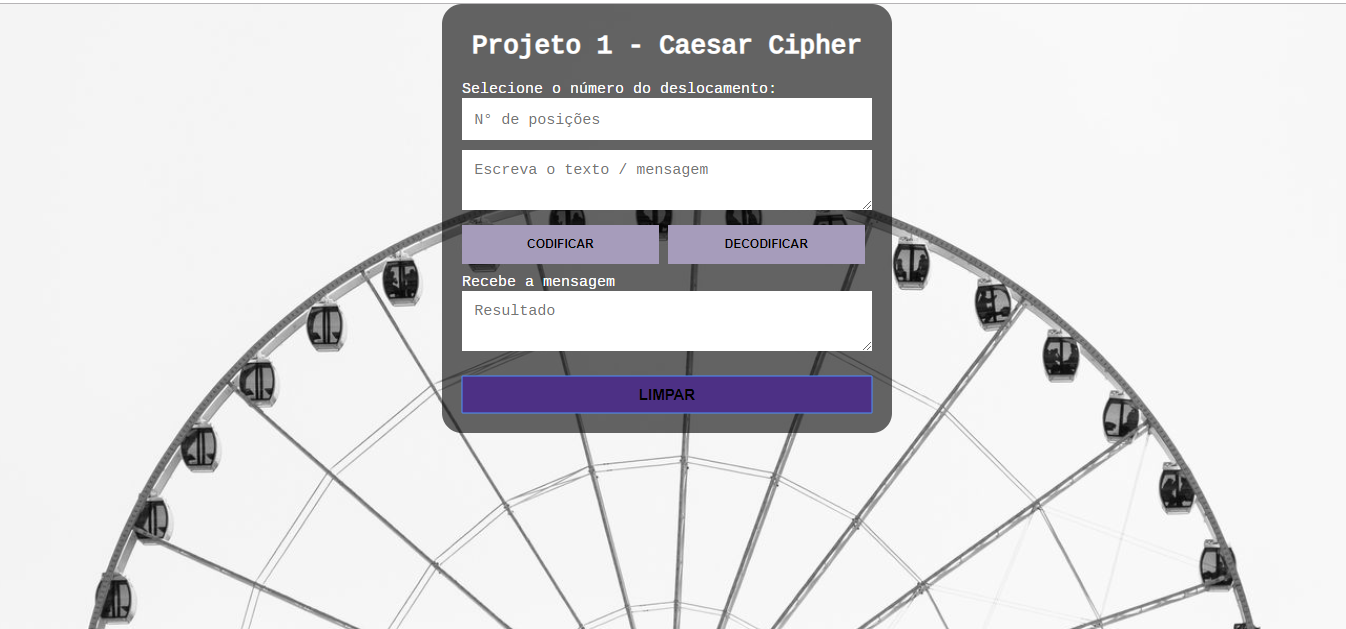 Projeto 1 - Caesar Cipher
Selecione o número do deslocamento:
N° de posições
Escreva o texto / mensagem
CODIFICAR DECODIFICAR
Recebe a mensagem
Resultado
LIMPAR